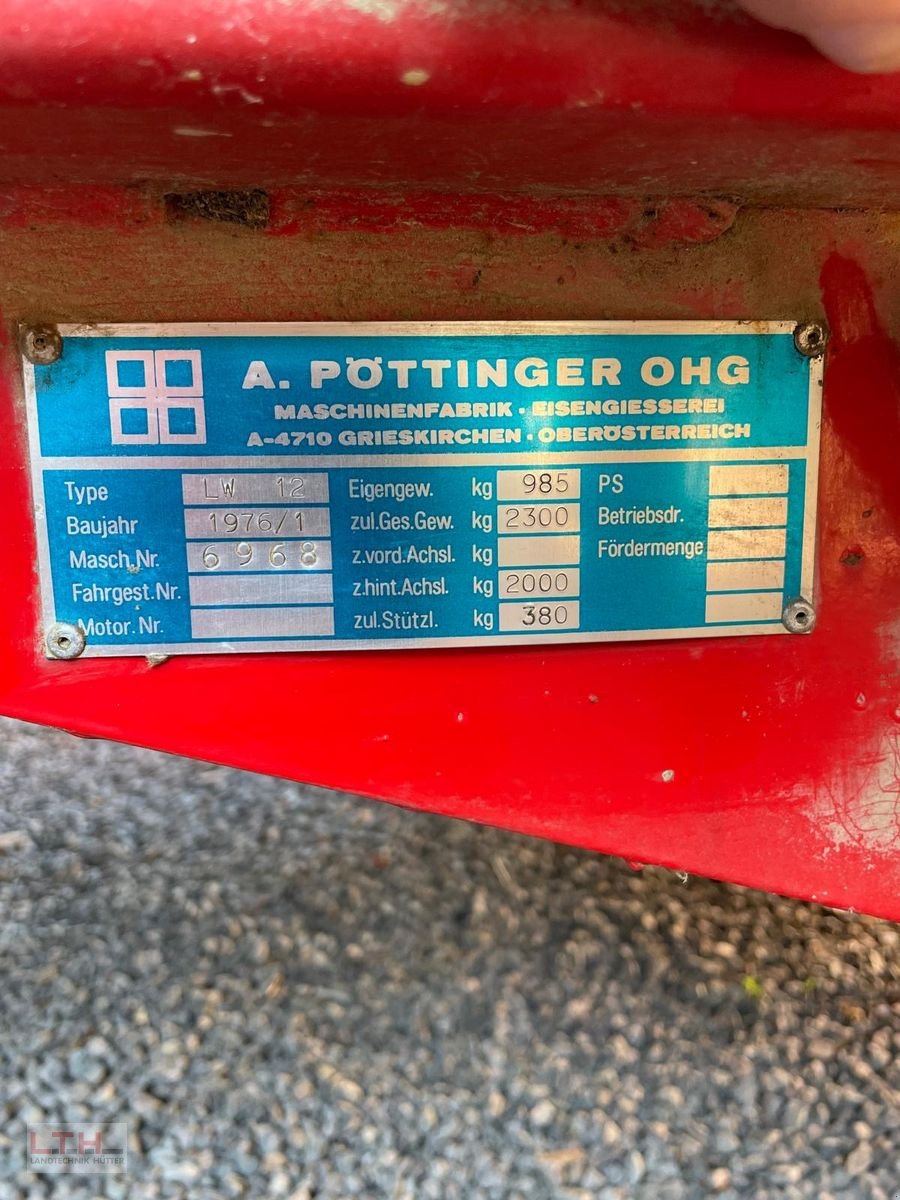 A. PÖTTINGER OHG
MASCHINENFABRIK · EISENGIESSEREI
A-4710 GRIESKIRCHEN · OBERÖSTERREICH
Type LW 12 Eigengew. kg 985 PS
Baujahr 1976/1 zul.Ges.Gew. kg 2300 Betriebsdr.
Masch.Nr. 6968 z.vord.Achsl. kg Fördermenge
Fahrgest.Nr. z.hint.Achsl. kg 2000
Motor.Nr. zul.Stützl. kg 380
LTH
LANDTECHNIK HÜTTER